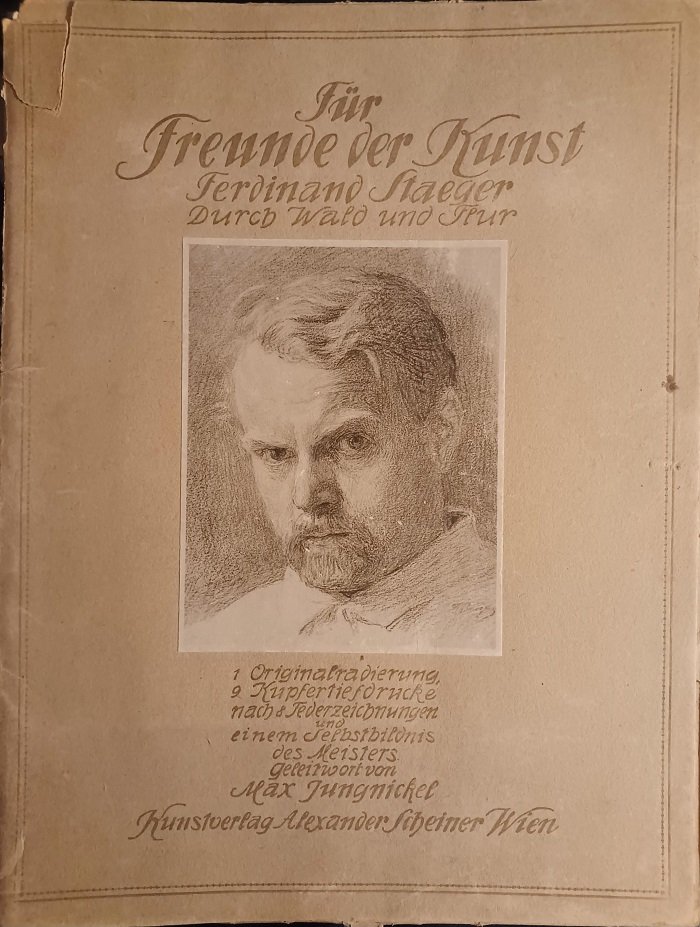 Für
Freunde der Kunst
Ferdinand Staeger
Durch Wald und Flur
1 Originalradierung,
9 Kupfertiefdrucke
nach 8 Federzeichnungen
und
einem Selbstbildnis
des Meisters.
Geleitwort von
Max Jungnickel
Kunstverlag Alexander Scheiner Wien